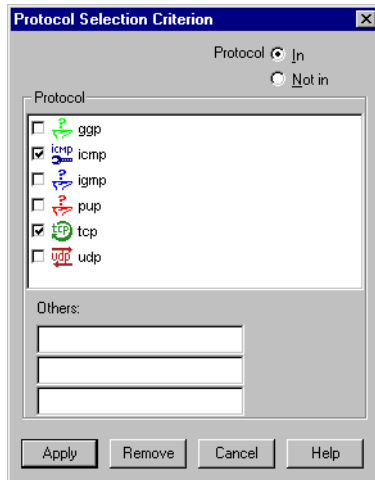 Protocol Selection Criterion
Protocol In
Not in
Protocol
ggp
icmp icmp
igmp
pup
tcp tcp
udp udp
Others:
Apply Remove Cancel Help